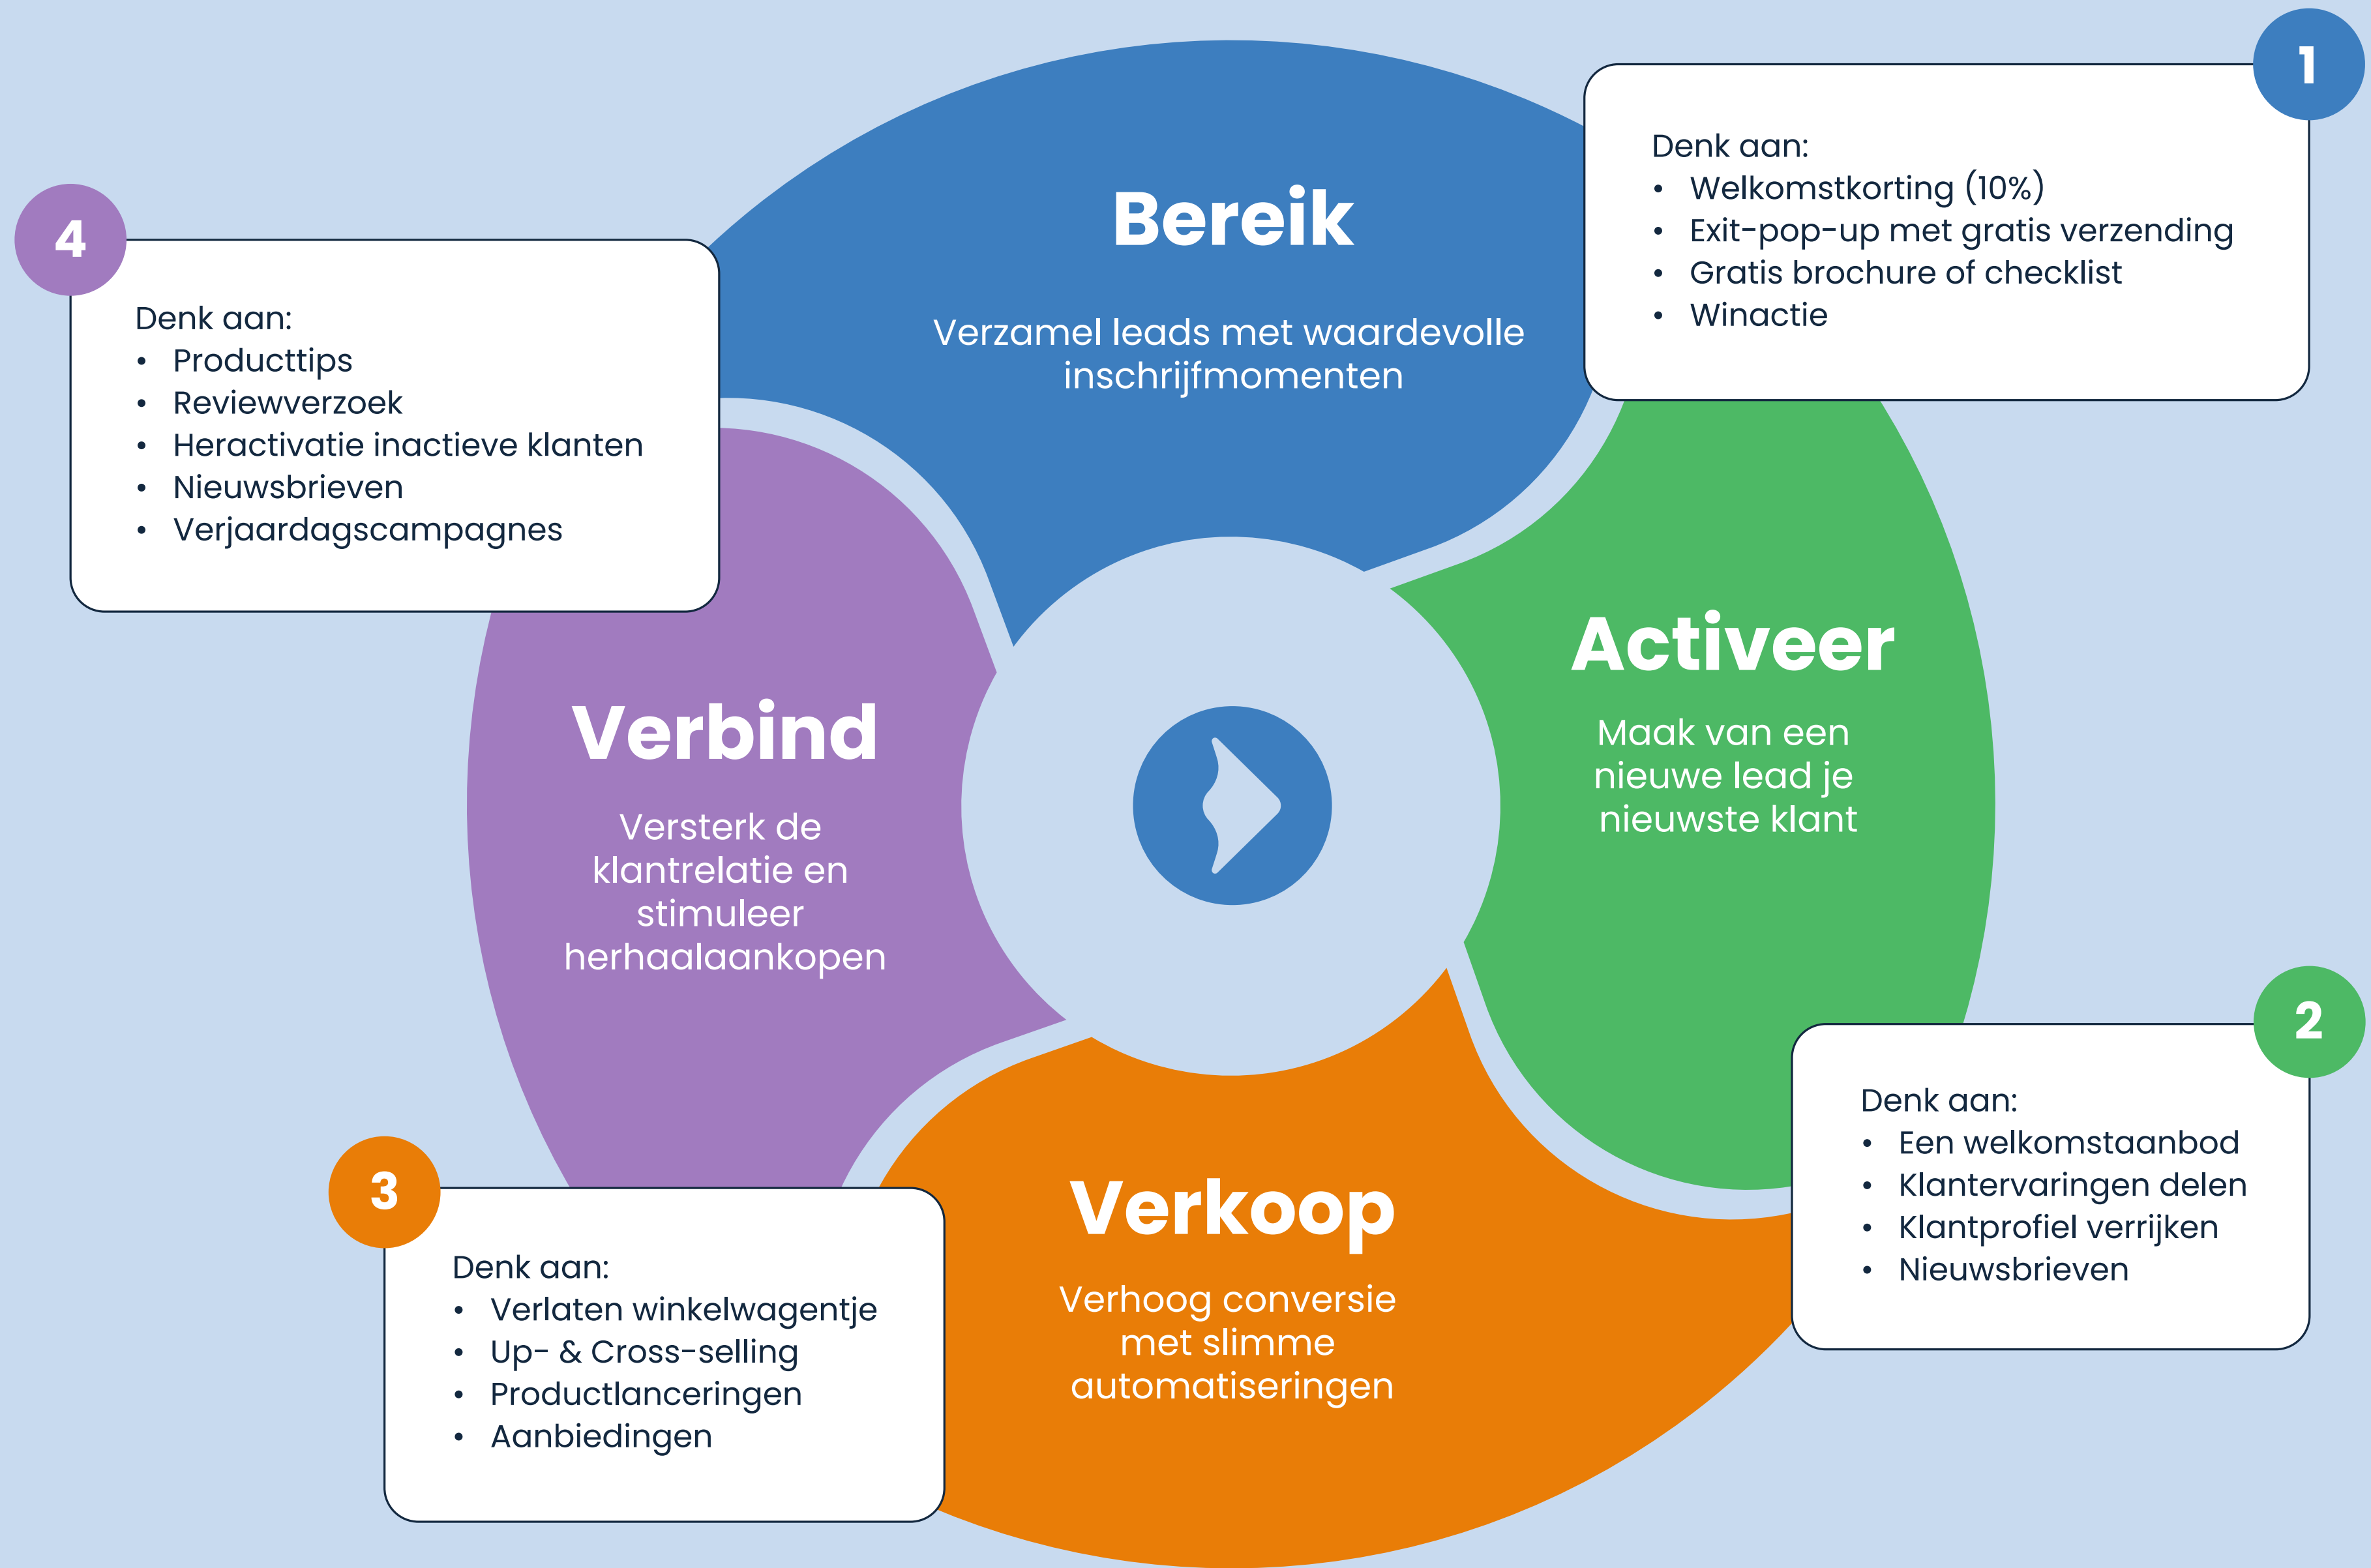 Bereik
Verzamel leads met waardevolle
inschrijfmomenten
1
Denk aan:
• Welkomstkorting (10%)
• Exit-pop-up met gratis verzending
• Gratis brochure of checklist
• Winactie
Activeer
Maak van een
nieuwe lead je
nieuwste klant
2
Denk aan:
• Een welkomstaanbod
• Klantervaringen delen
• Klantprofiel verrijken
• Nieuwsbrieven
Verkoop
Verhoog conversie
met slimme
automatiseringen
3
Denk aan:
• Verlaten winkelwagentje
• Up- & Cross-selling
• Productlanceringen
• Aanbiedingen
Verbind
Versterk de
klantrelatie en
stimuleer
herhaalaankopen
4
Denk aan:
• Producttips
• Reviewverzoek
• Heractivatie inactieve klanten
• Nieuwsbrieven
• Verjaardagscampagnes